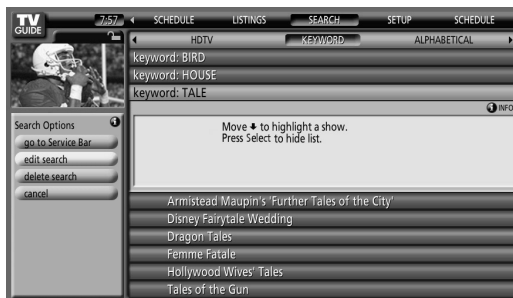 TV
GUIDE
7:57
SCHEDULE LISTINGS SEARCH SETUP SCHEDULE
HDTV KEYWORD ALPHABETICAL
keyword: BIRD
keyword: HOUSE
keyword: TALE
INFO
Search Options
go to Service Bar
edit search
delete search
cancel
Move ⬇ to highlight a show.
Press Select to hide list.
Armistead Maupin's 'Further Tales of the City'
Disney Fairytale Wedding
Dragon Tales
Femme Fatale
Hollywood Wives' Tales
Tales of the Gun